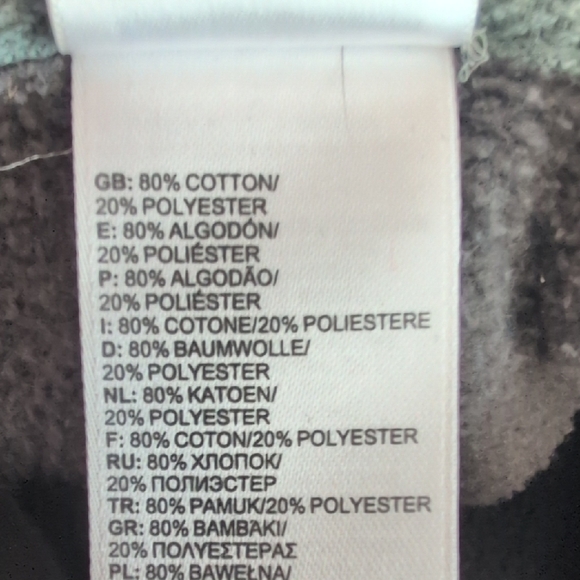 GB: 80% COTTON/
20% POLYESTER
E: 80% ALGODÓN/
20% POLIÉSTER
P: 80% ALGODÃO/
20% POLIÉSTER
I: 80% COTONE/20% POLIESTERE
D: 80% BAUMWOLLE/
20% POLYESTER
NL: 80% KATOEN/
20% POLYESTER
F: 80% COTON/20% POLYESTER
RU: 80% ХЛОПОК/
20% ПОЛИЭСТЕР
TR: 80% PAMUK/20% POLYESTER
GR: 80% ΒΑΜΒΑΚΙ/
20% ΠΟΛΥΕΣΤΕΡΑΣ
PL: 80% BAWEŁNA/